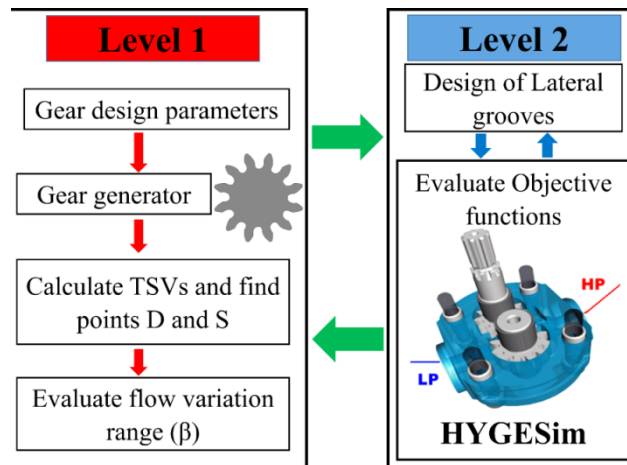 Level 1
Gear design parameters
Gear generator
Calculate TSVs and find
points D and S
Evaluate flow variation
range (β)
Level 2
Design of Lateral
grooves
Evaluate Objective
functions
HP
LP
HYGESim